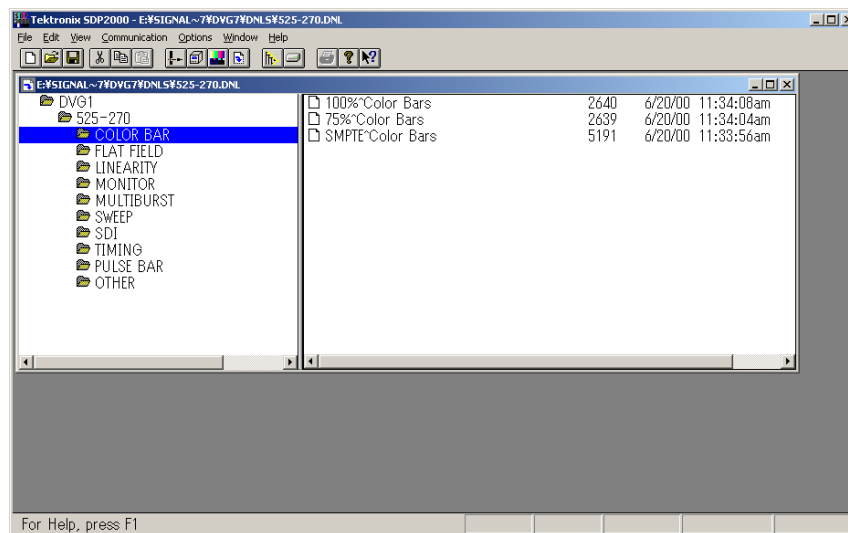 Tektronix SDP2000 - E:¥SIGNAL~7¥DVG7¥DNLS¥525-270.DNL
File Edit View Communication Options Window Help
E:¥SIGNAL~7¥DVG7¥DNLS¥525-270.DNL
DVG1
525-270
COLOR BAR
FLAT FIELD
LINEARITY
MONITOR
MULTIBURST
SWEEP
SDI
TIMING
PULSE BAR
OTHER
100%^Color Bars 2640 6/20/00 11:34:08am
75%^Color Bars 2639 6/20/00 11:34:04am
SMPTE^Color Bars 5191 6/20/00 11:33:56am
For Help, press F1